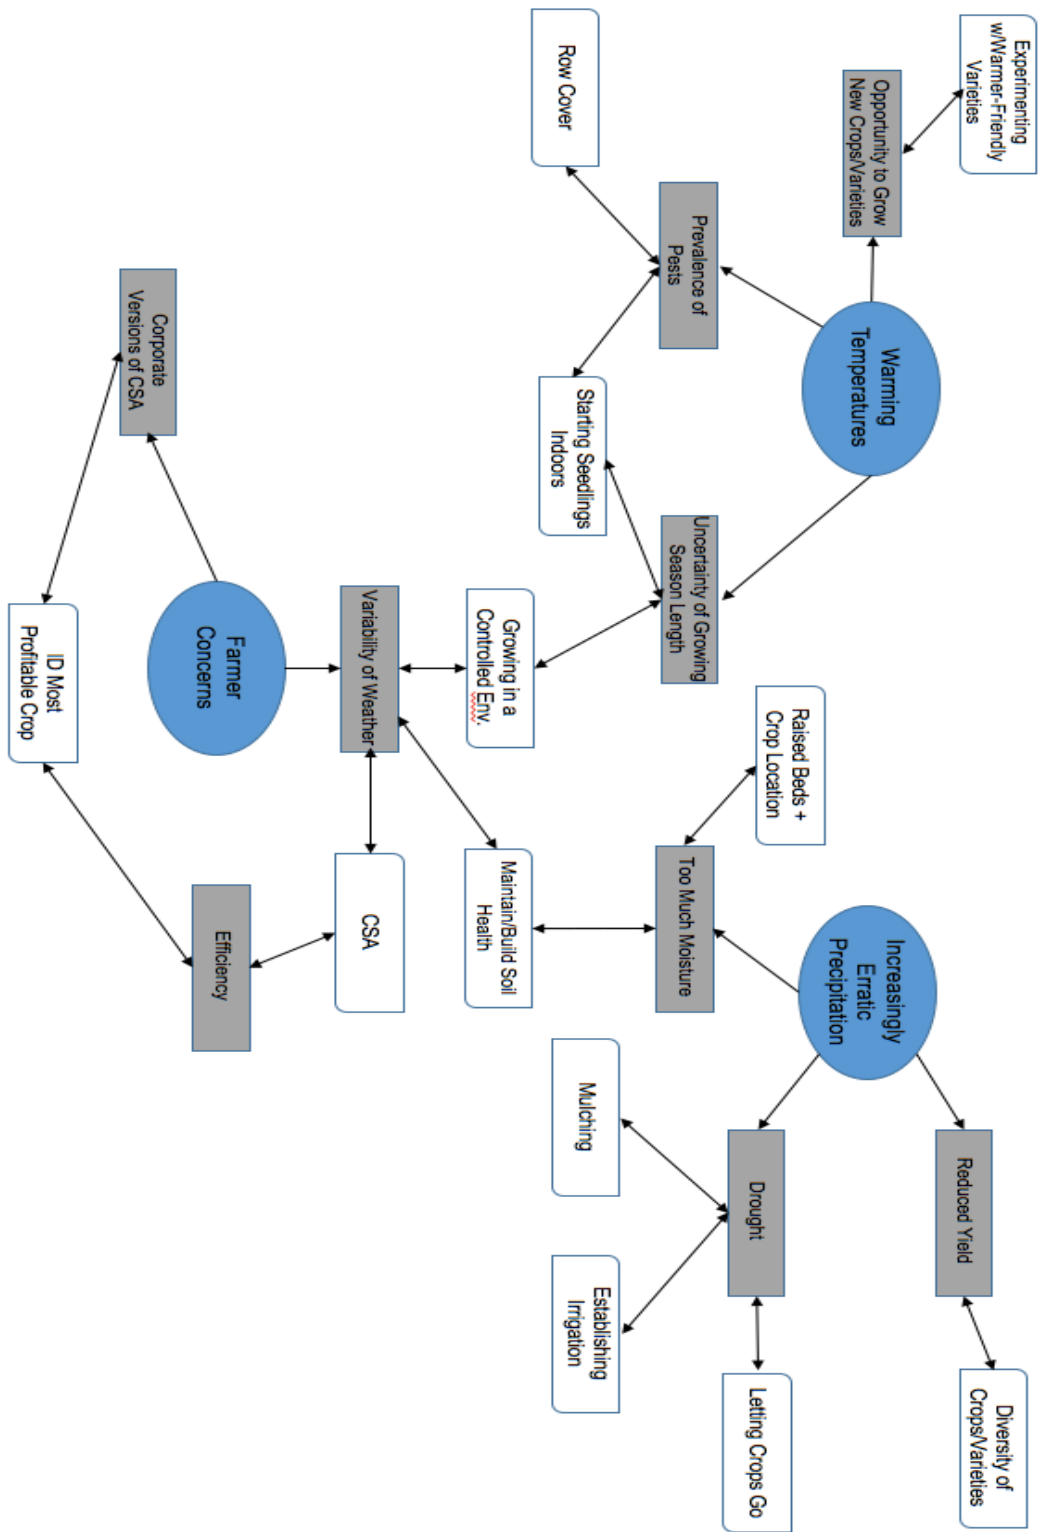 Experimenting
w/Warmer-Friendly
Varieties
Opportunity to Grow
New Crops/Varieties
Warming
Temperatures
Increasingly
Erratic
Precipitation
Reduced Yield
Diversity of
Crops/Varieties
Prevalence of
Pests
Uncertainty of Growing
Season Length
Raised Beds +
Crop Location
Too Much Moisture
Drought
Letting Crops Go
Row Cover
Starting Seedlings
Indoors
Growing in a
Controlled Env.
Maintain/Build Soil
Health
Mulching
Establishing
Irrigation
Variability of Weather
CSA
Corporate
Versions of CSA
Farmer
Concerns
Efficiency
ID Most
Profitable Crop